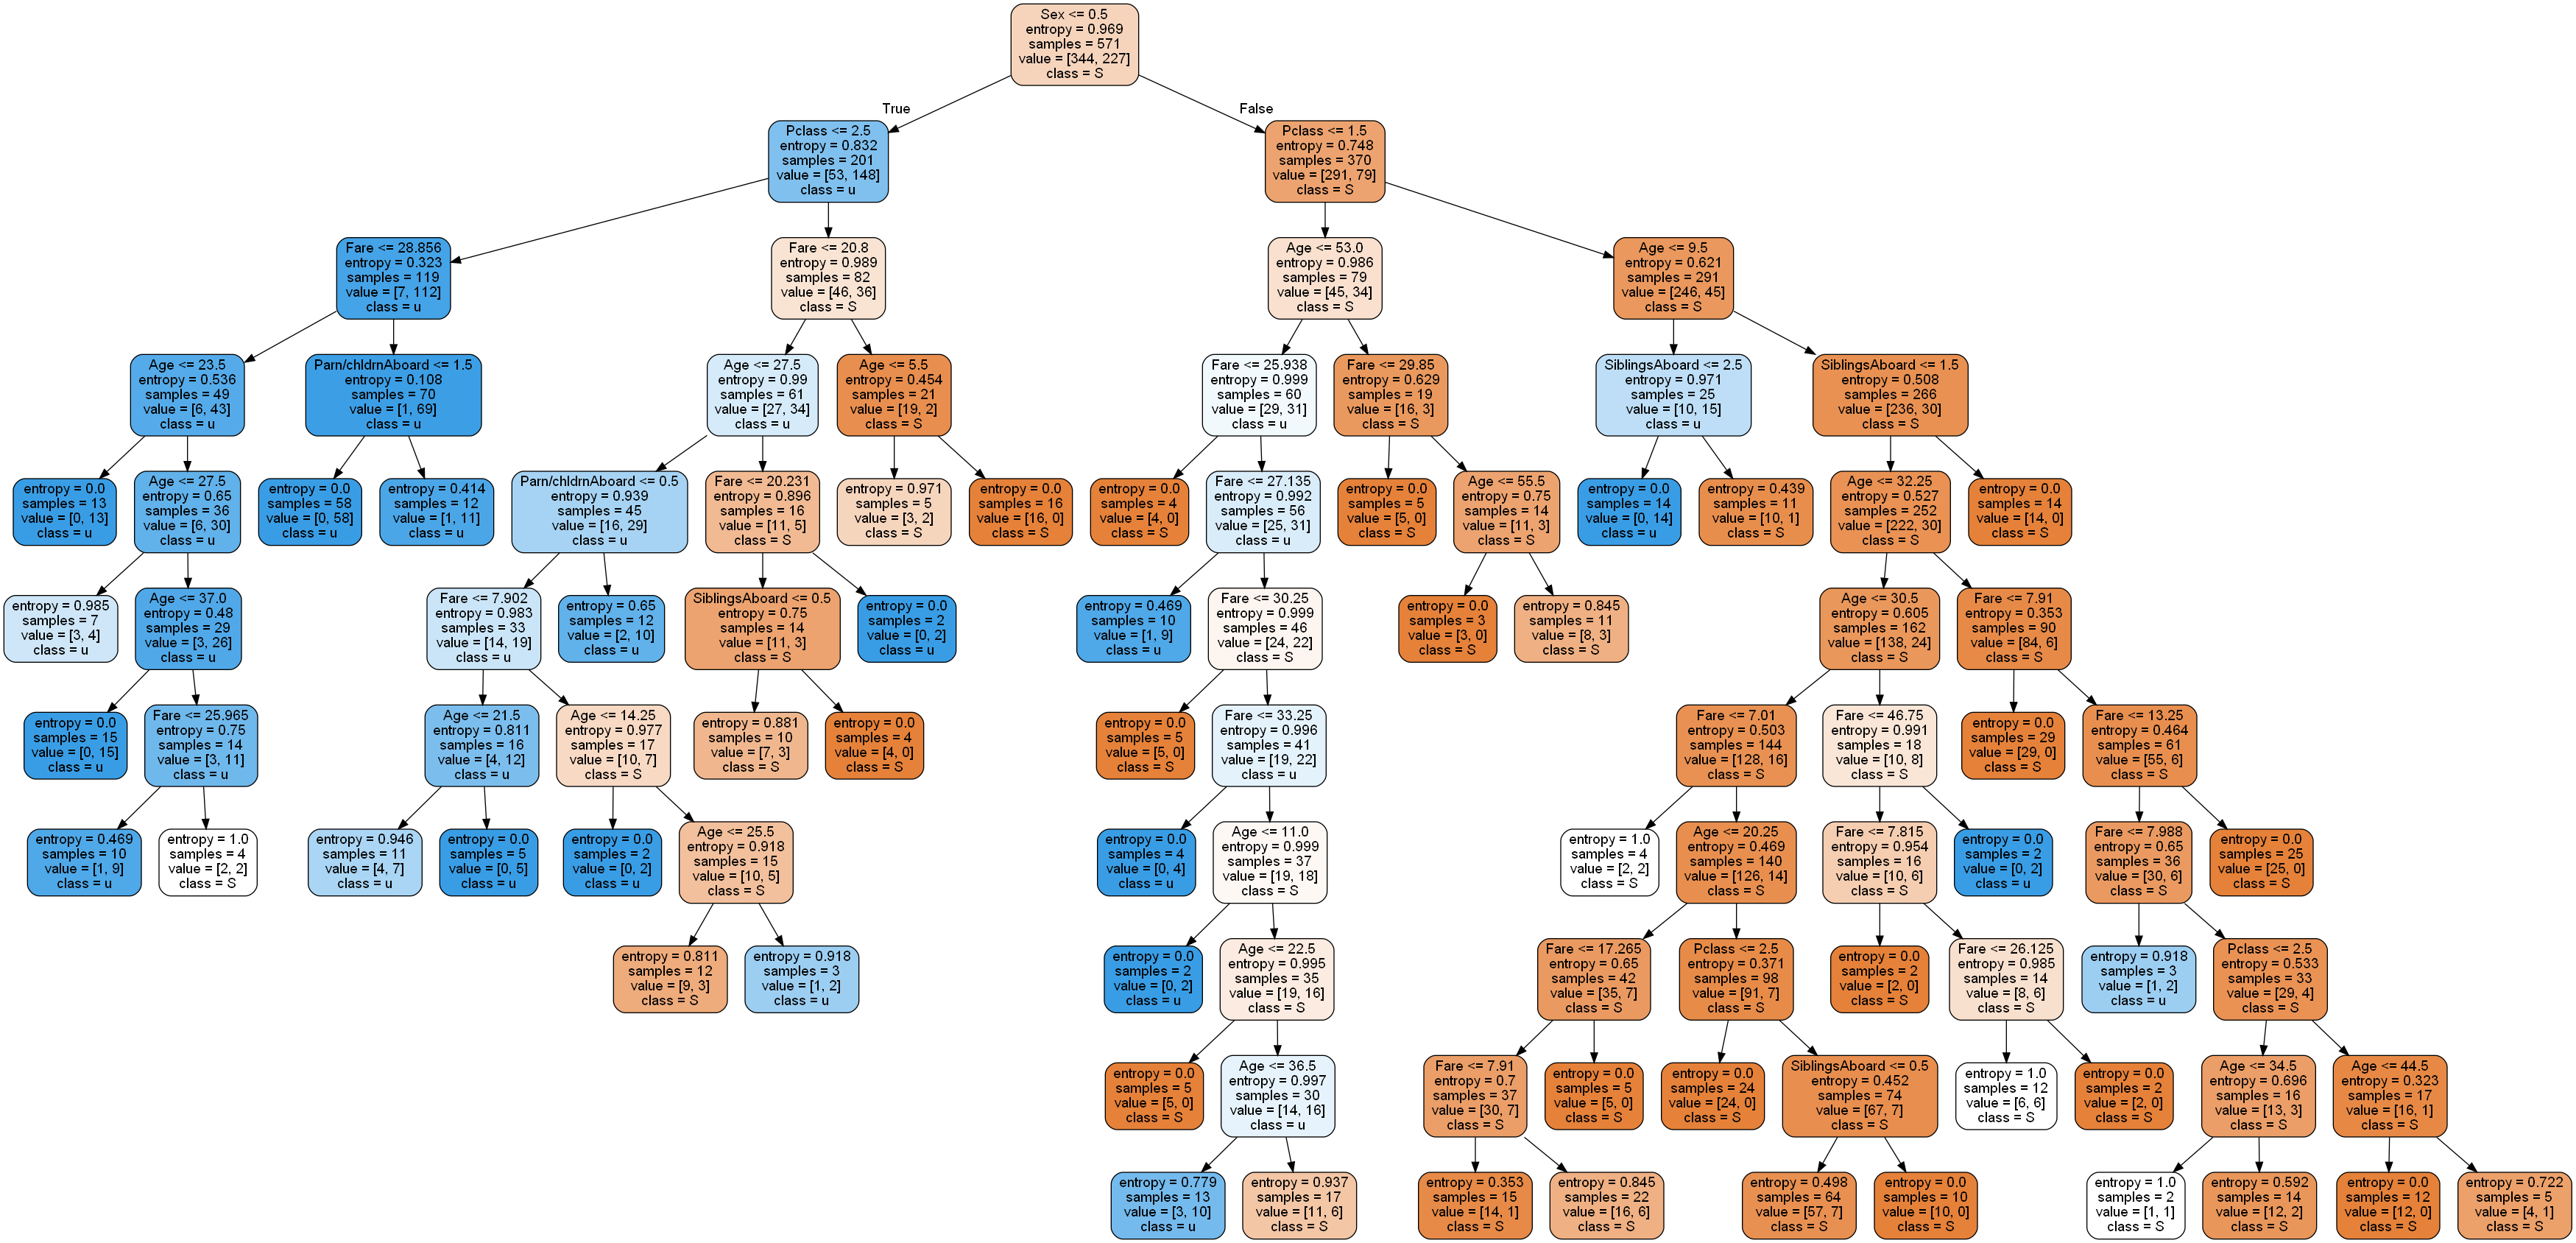 Sex <= 0.5
entropy = 0.969
samples = 571
value = [344, 227]
class = S
True
False
Pclass <= 2.5
entropy = 0.832
samples = 201
value = [53, 148]
class = u
Pclass <= 1.5
entropy = 0.748
samples = 370
value = [291, 79]
class = S
Fare <= 28.856
entropy = 0.323
samples = 119
value = [7, 112]
class = u
Fare <= 20.8
entropy = 0.989
samples = 82
value = [46, 36]
class = S
Age <= 53.0
entropy = 0.986
samples = 79
value = [45, 34]
class = S
Age <= 9.5
entropy = 0.621
samples = 291
value = [246, 45]
class = S
Age <= 23.5
entropy = 0.536
samples = 49
value = [6, 43]
class = u
Parn/chldrnAboard <= 1.5
entropy = 0.108
samples = 70
value = [1, 69]
class = u
Age <= 27.5
entropy = 0.99
samples = 61
value = [27, 34]
class = u
Age <= 5.5
entropy = 0.454
samples = 21
value = [19, 2]
class = S
Fare <= 25.938
entropy = 0.999
samples = 60
value = [29, 31]
class = u
Fare <= 29.85
entropy = 0.629
samples = 19
value = [16, 3]
class = S
SiblingsAboard <= 2.5
entropy = 0.971
samples = 25
value = [10, 15]
class = u
SiblingsAboard <= 1.5
entropy = 0.508
samples = 266
value = [236, 30]
class = S
entropy = 0.0
samples = 13
value = [0, 13]
class = u
Age <= 27.5
entropy = 0.65
samples = 36
value = [6, 30]
class = u
entropy = 0.0
samples = 58
value = [0, 58]
class = u
entropy = 0.414
samples = 12
value = [1, 11]
class = u
Parn/chldrnAboard <= 0.5
entropy = 0.939
samples = 45
value = [16, 29]
class = u
Fare <= 20.231
entropy = 0.896
samples = 16
value = [11, 5]
class = S
entropy = 0.971
samples = 5
value = [3, 2]
class = S
entropy = 0.0
samples = 16
value = [16, 0]
class = S
entropy = 0.0
samples = 4
value = [4, 0]
class = S
Fare <= 27.135
entropy = 0.992
samples = 56
value = [25, 31]
class = u
entropy = 0.0
samples = 5
value = [5, 0]
class = S
Age <= 55.5
entropy = 0.75
samples = 14
value = [11, 3]
class = S
entropy = 0.0
samples = 14
value = [0, 14]
class = u
entropy = 0.439
samples = 11
value = [10, 1]
class = S
Age <= 32.25
entropy = 0.527
samples = 252
value = [222, 30]
class = S
entropy = 0.0
samples = 14
value = [14, 0]
class = S
entropy = 0.985
samples = 7
value = [3, 4]
class = u
Age <= 37.0
entropy = 0.48
samples = 29
value = [3, 26]
class = u
Fare <= 7.902
entropy = 0.983
samples = 33
value = [14, 19]
class = u
entropy = 0.65
samples = 12
value = [2, 10]
class = u
SiblingsAboard <= 0.5
entropy = 0.75
samples = 14
value = [11, 3]
class = S
entropy = 0.0
samples = 2
value = [0, 2]
class = u
entropy = 0.469
samples = 10
value = [1, 9]
class = u
Fare <= 30.25
entropy = 0.999
samples = 46
value = [24, 22]
class = S
entropy = 0.0
samples = 3
value = [3, 0]
class = S
entropy = 0.845
samples = 11
value = [8, 3]
class = S
Age <= 30.5
entropy = 0.605
samples = 162
value = [138, 24]
class = S
Fare <= 7.91
entropy = 0.353
samples = 90
value = [84, 6]
class = S
entropy = 0.0
samples = 15
value = [0, 15]
class = u
Fare <= 25.965
entropy = 0.75
samples = 14
value = [3, 11]
class = u
Age <= 21.5
entropy = 0.811
samples = 16
value = [4, 12]
class = u
Age <= 14.25
entropy = 0.977
samples = 17
value = [10, 7]
class = S
entropy = 0.881
samples = 10
value = [7, 3]
class = S
entropy = 0.0
samples = 4
value = [4, 0]
class = S
entropy = 0.0
samples = 5
value = [5, 0]
class = S
Fare <= 33.25
entropy = 0.996
samples = 41
value = [19, 22]
class = u
Fare <= 7.01
entropy = 0.503
samples = 144
value = [128, 16]
class = S
Fare <= 46.75
entropy = 0.991
samples = 18
value = [10, 8]
class = S
entropy = 0.0
samples = 29
value = [29, 0]
class = S
Fare <= 13.25
entropy = 0.464
samples = 61
value = [55, 6]
class = S
entropy = 0.469
samples = 10
value = [1, 9]
class = u
entropy = 1.0
samples = 4
value = [2, 2]
class = S
entropy = 0.946
samples = 11
value = [4, 7]
class = u
entropy = 0.0
samples = 5
value = [0, 5]
class = u
entropy = 0.0
samples = 2
value = [0, 2]
class = u
Age <= 25.5
entropy = 0.918
samples = 15
value = [10, 5]
class = S
entropy = 0.0
samples = 4
value = [0, 4]
class = u
Age <= 11.0
entropy = 0.999
samples = 37
value = [19, 18]
class = S
entropy = 1.0
samples = 4
value = [2, 2]
class = S
Age <= 20.25
entropy = 0.469
samples = 140
value = [126, 14]
class = S
Fare <= 7.815
entropy = 0.954
samples = 16
value = [10, 6]
class = S
entropy = 0.0
samples = 2
value = [0, 2]
class = u
Fare <= 7.988
entropy = 0.65
samples = 36
value = [30, 6]
class = S
entropy = 0.0
samples = 25
value = [25, 0]
class = S
entropy = 0.811
samples = 12
value = [9, 3]
class = S
entropy = 0.918
samples = 3
value = [1, 2]
class = u
entropy = 0.0
samples = 2
value = [0, 2]
class = u
Age <= 22.5
entropy = 0.995
samples = 35
value = [19, 16]
class = S
Fare <= 17.265
entropy = 0.65
samples = 42
value = [35, 7]
class = S
Pclass <= 2.5
entropy = 0.371
samples = 98
value = [91, 7]
class = S
entropy = 0.0
samples = 2
value = [2, 0]
class = S
Fare <= 26.125
entropy = 0.985
samples = 14
value = [8, 6]
class = S
entropy = 0.918
samples = 3
value = [1, 2]
class = u
Pclass <= 2.5
entropy = 0.533
samples = 33
value = [29, 4]
class = S
entropy = 0.0
samples = 5
value = [5, 0]
class = S
Age <= 36.5
entropy = 0.997
samples = 30
value = [14, 16]
class = u
Fare <= 7.91
entropy = 0.7
samples = 37
value = [30, 7]
class = S
entropy = 0.0
samples = 5
value = [5, 0]
class = S
entropy = 0.0
samples = 24
value = [24, 0]
class = S
SiblingsAboard <= 0.5
entropy = 0.452
samples = 74
value = [67, 7]
class = S
entropy = 1.0
samples = 12
value = [6, 6]
class = S
entropy = 0.0
samples = 2
value = [2, 0]
class = S
Age <= 34.5
entropy = 0.696
samples = 16
value = [13, 3]
class = S
Age <= 44.5
entropy = 0.323
samples = 17
value = [16, 1]
class = S
entropy = 0.779
samples = 13
value = [3, 10]
class = u
entropy = 0.937
samples = 17
value = [11, 6]
class = S
entropy = 0.353
samples = 15
value = [14, 1]
class = S
entropy = 0.845
samples = 22
value = [16, 6]
class = S
entropy = 0.498
samples = 64
value = [57, 7]
class = S
entropy = 0.0
samples = 10
value = [10, 0]
class = S
entropy = 1.0
samples = 2
value = [1, 1]
class = S
entropy = 0.592
samples = 14
value = [12, 2]
class = S
entropy = 0.0
samples = 12
value = [12, 0]
class = S
entropy = 0.722
samples = 5
value = [4, 1]
class = S